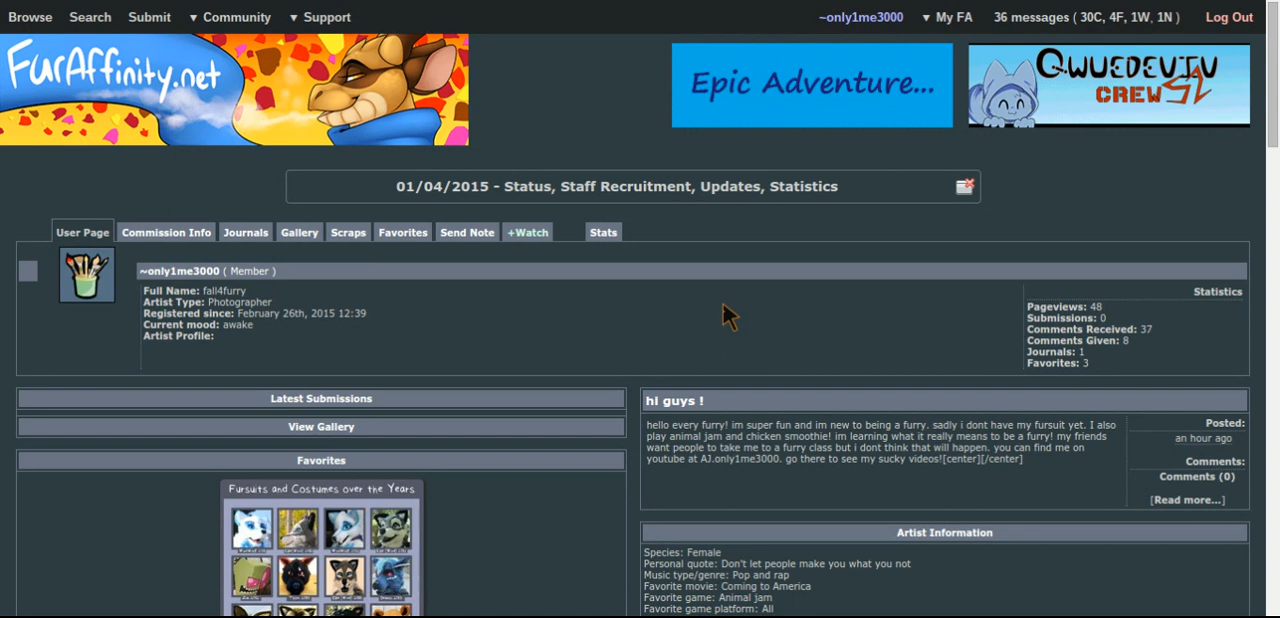 Browse Search Submit ▼ Community ▼ Support ~only1me3000 ▼ My FA 36 messages ( 30C, 4F, 1W, 1N ) Log Out
FurAffinity.net
Epic Adventure...
QWUEDEVIV
CREW SL
01/04/2015 - Status, Staff Recruitment, Updates, Statistics
User Page Commission Info Journals Gallery Scraps Favorites Send Note +Watch Stats
~only1me3000 ( Member )
Full Name: fall4furry
Artist Type: Photographer
Registered since: February 26th, 2015 12:39
Current mood: awake
Artist Profile:
Statistics
Pageviews: 48
Submissions: 0
Comments Received: 37
Comments Given: 8
Journals: 1
Favorites: 3
Latest Submissions
View Gallery
Favorites
Fursuits and Costumes over the Years
hi guys !
hello every furry! im super fun and im new to being a furry. sadly i dont have my fursuit yet. I also
play animal jam and chicken smoothie! im learning what it really means to be a furry! my friends
want people to take me to a furry class but i dont think that will happen. you can find me on
youtube at AJ.only1me3000. go there to see my sucky videos![center][/center]
Posted:
an hour ago
Comments:
Comments (0)
[Read more...]
Artist Information
Species: Female
Personal quote: Don't let people make you what you not
Music type/genre: Pop and rap
Favorite movie: Coming to America
Favorite game: Animal jam
Favorite game platform: All